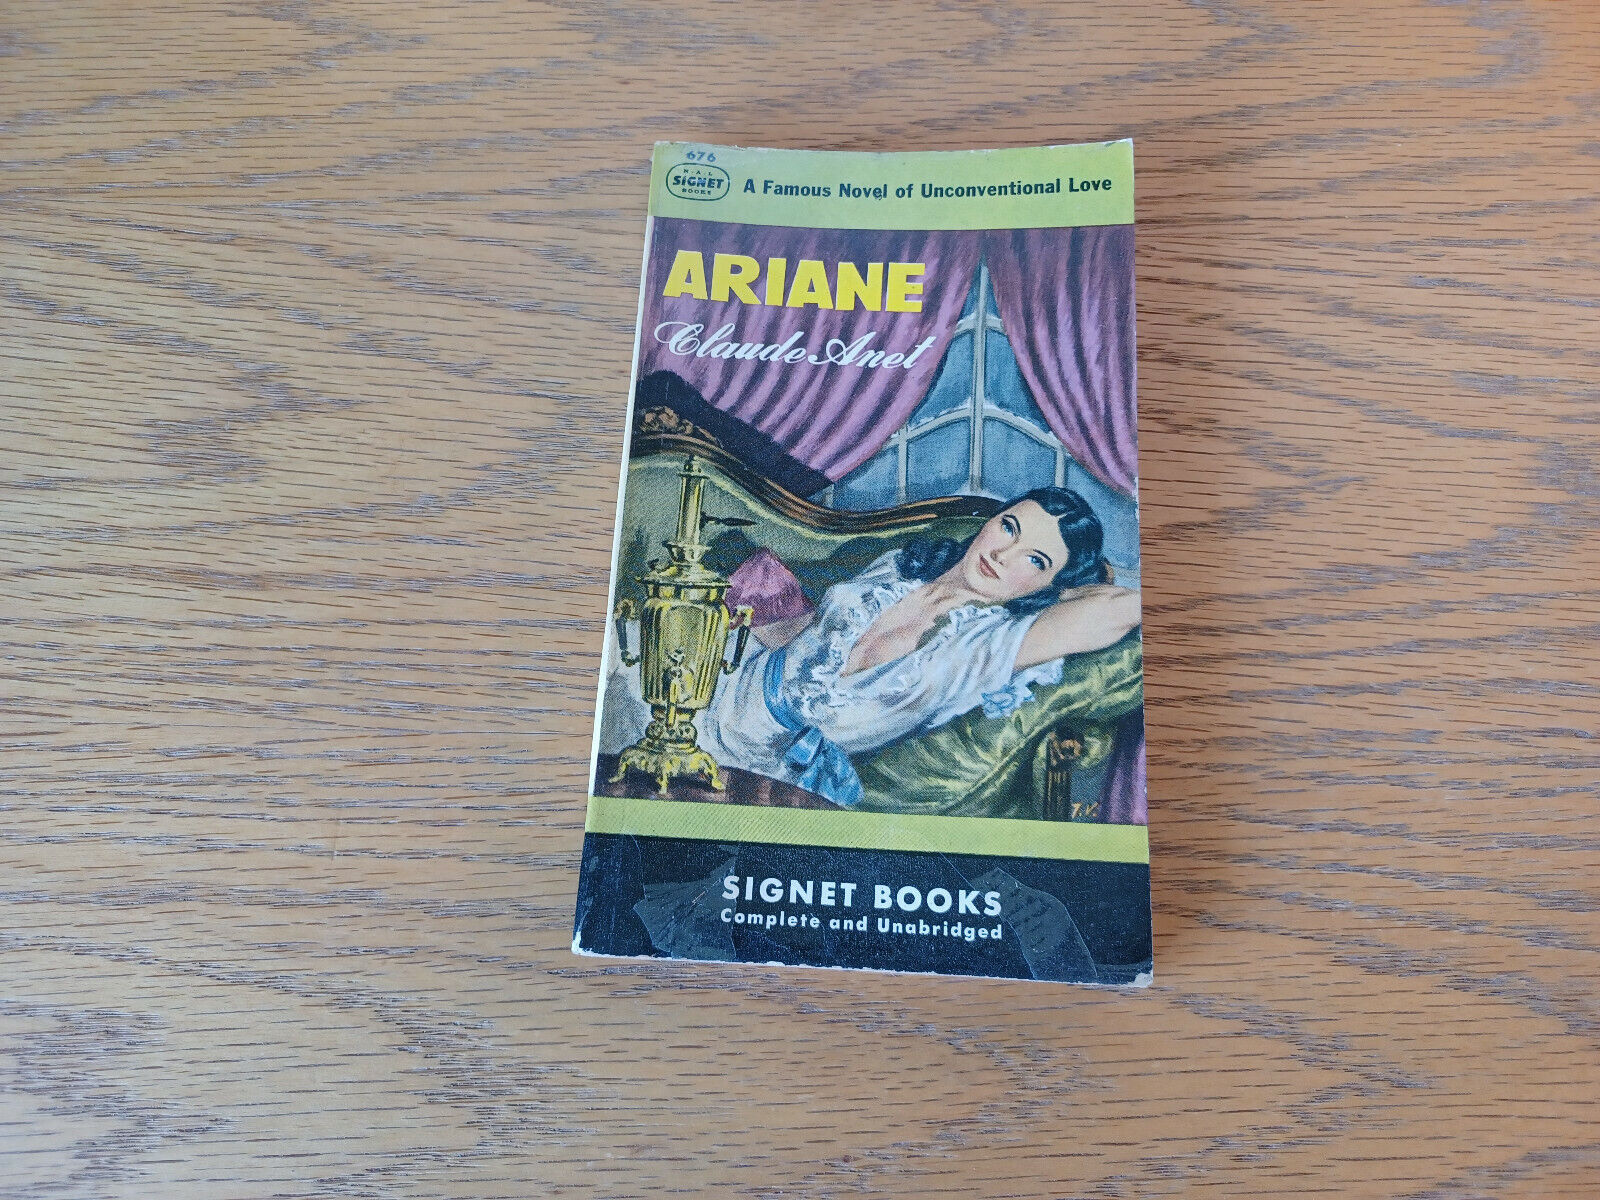 676
N.A.L
SIGNET
BOOKS
A Famous Novel of Unconventional Love
ARIANE
Claude Anet
T.V.
SIGNET BOOKS
Complete and Unabridged